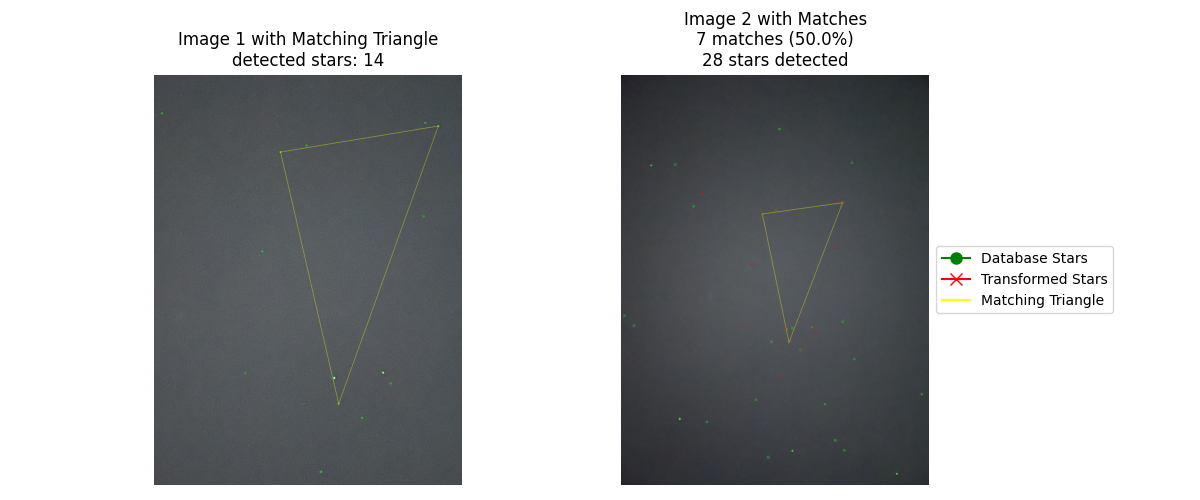 Image 1 with Matching Triangle
detected stars: 14
Image 2 with Matches
7 matches (50.0%)
28 stars detected
Database Stars
Transformed Stars
Matching Triangle